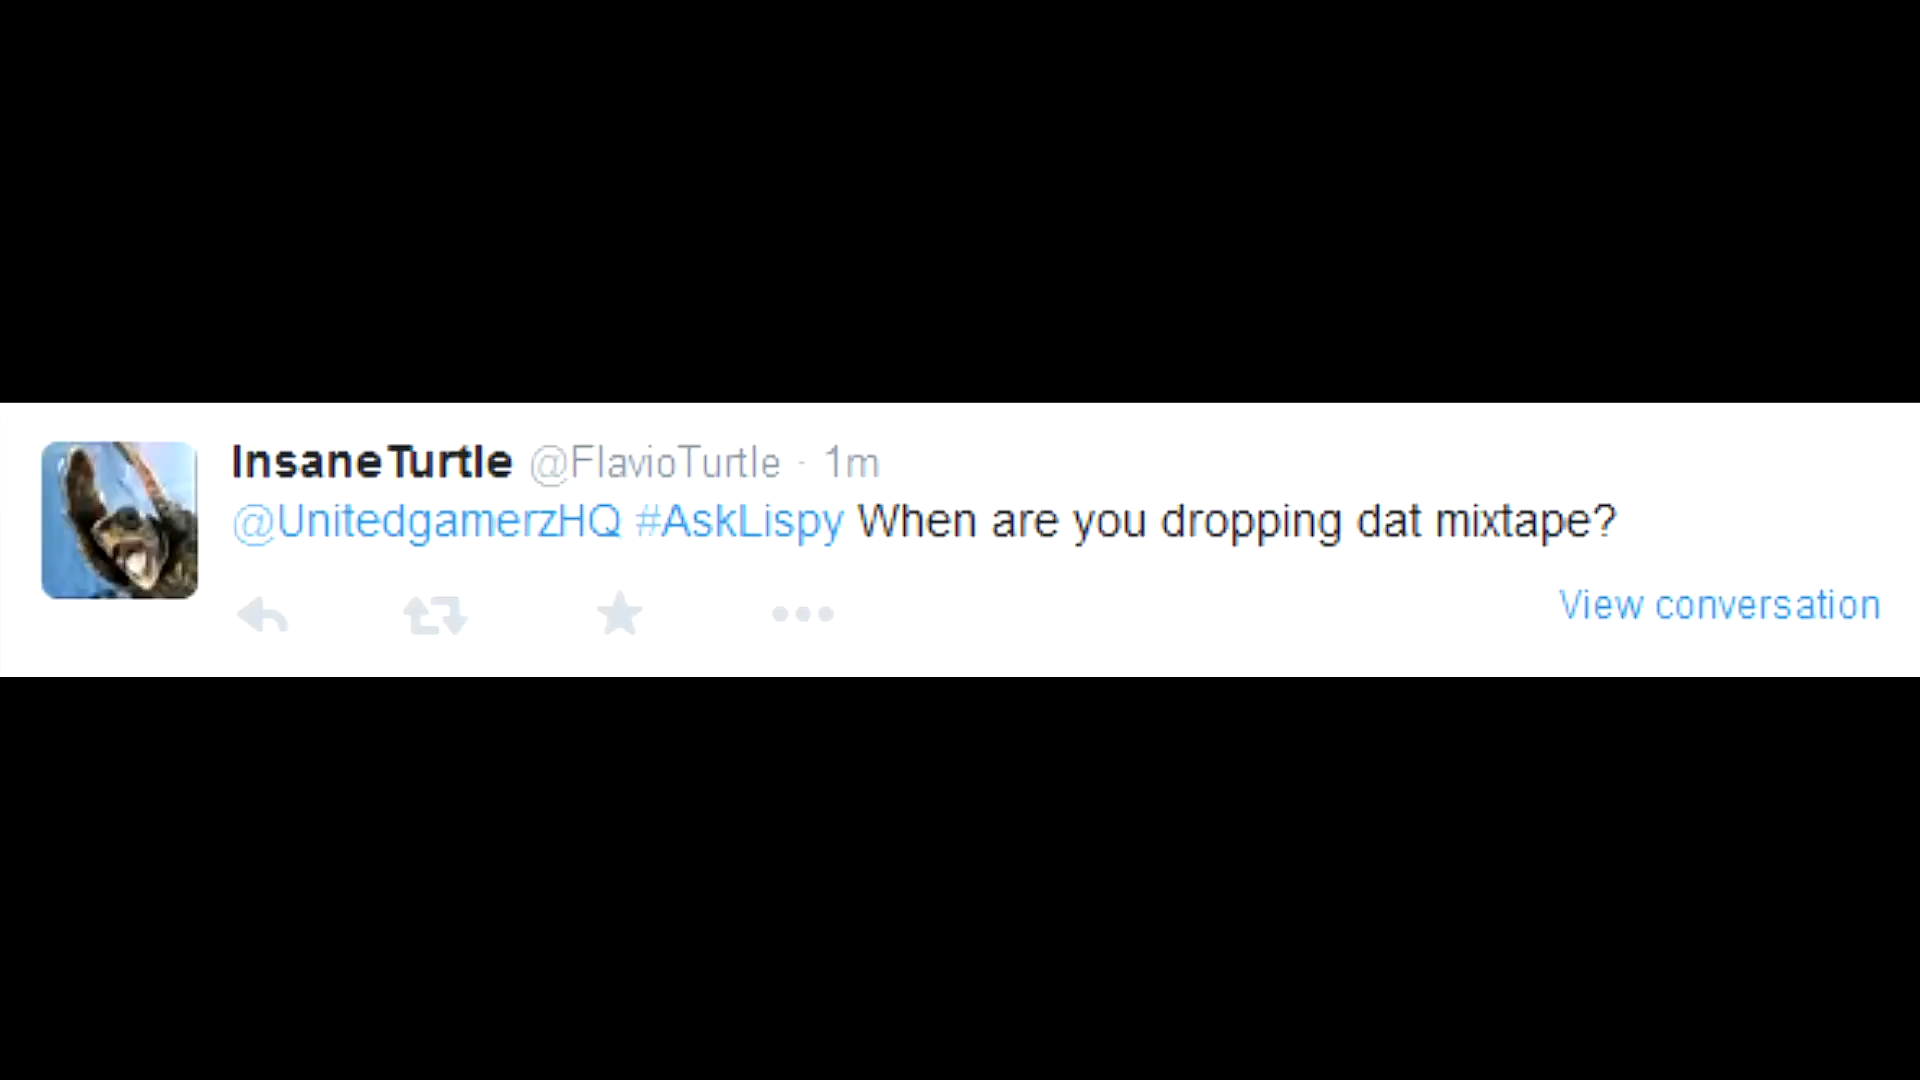 InsaneTurtle @FlavioTurtle · 1m
@UnitedgamerzHQ #AskLispy When are you dropping dat mixtape?
View conversation